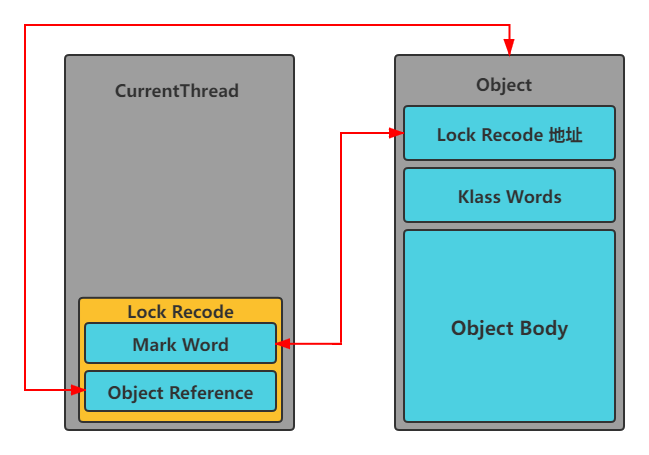 CurrentThread
Lock Recode
Mark Word
Object Reference
Object
Lock Recode 地址
Klass Words
Object Body